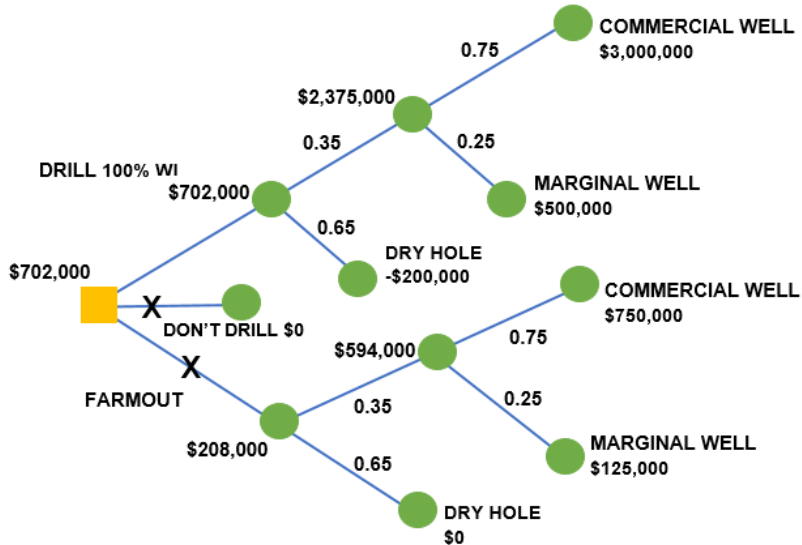 COMMERCIAL WELL
$3,000,000
0.75
$2,375,000
0.35
0.25
DRILL 100% WI
$702,000
MARGINAL WELL
$500,000
0.65
DRY HOLE
-$200,000
$702,000
X
DON'T DRILL $0
COMMERCIAL WELL
$750,000
0.75
$594,000
X
FARMOUT
0.35
0.25
$208,000
MARGINAL WELL
$125,000
0.65
DRY HOLE
$0